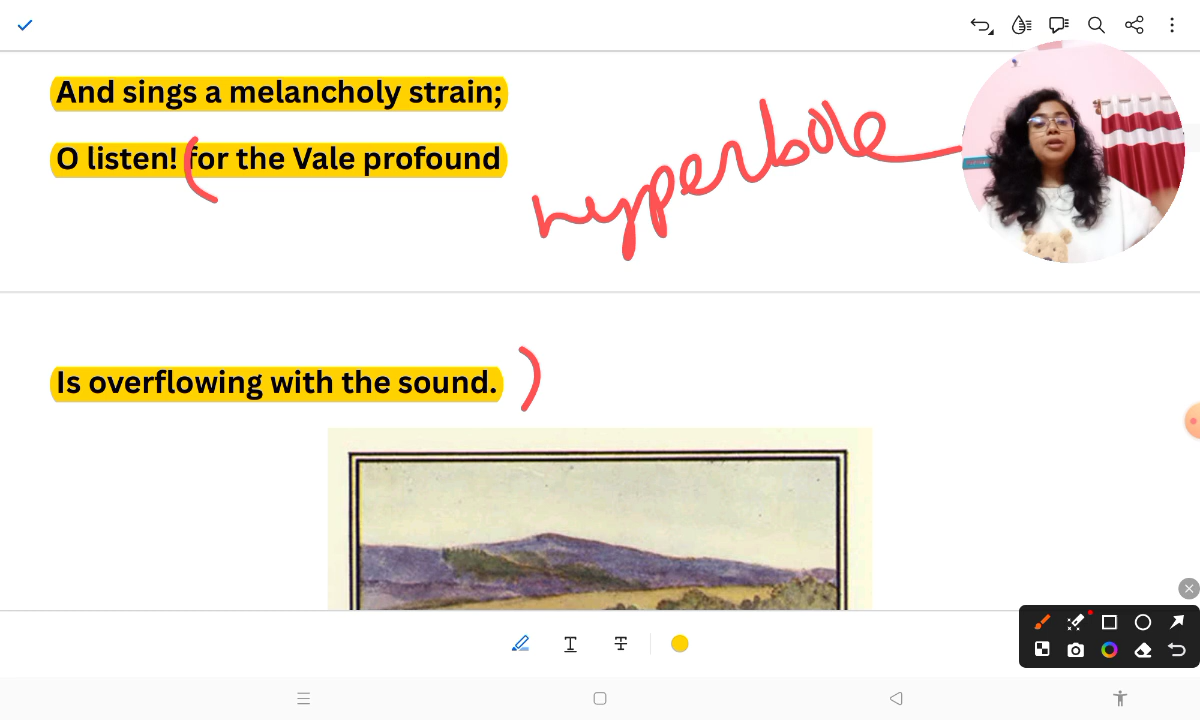 And sings a melancholy strain;
O listen! for the Vale profound
hyperbole
Is overflowing with the sound.